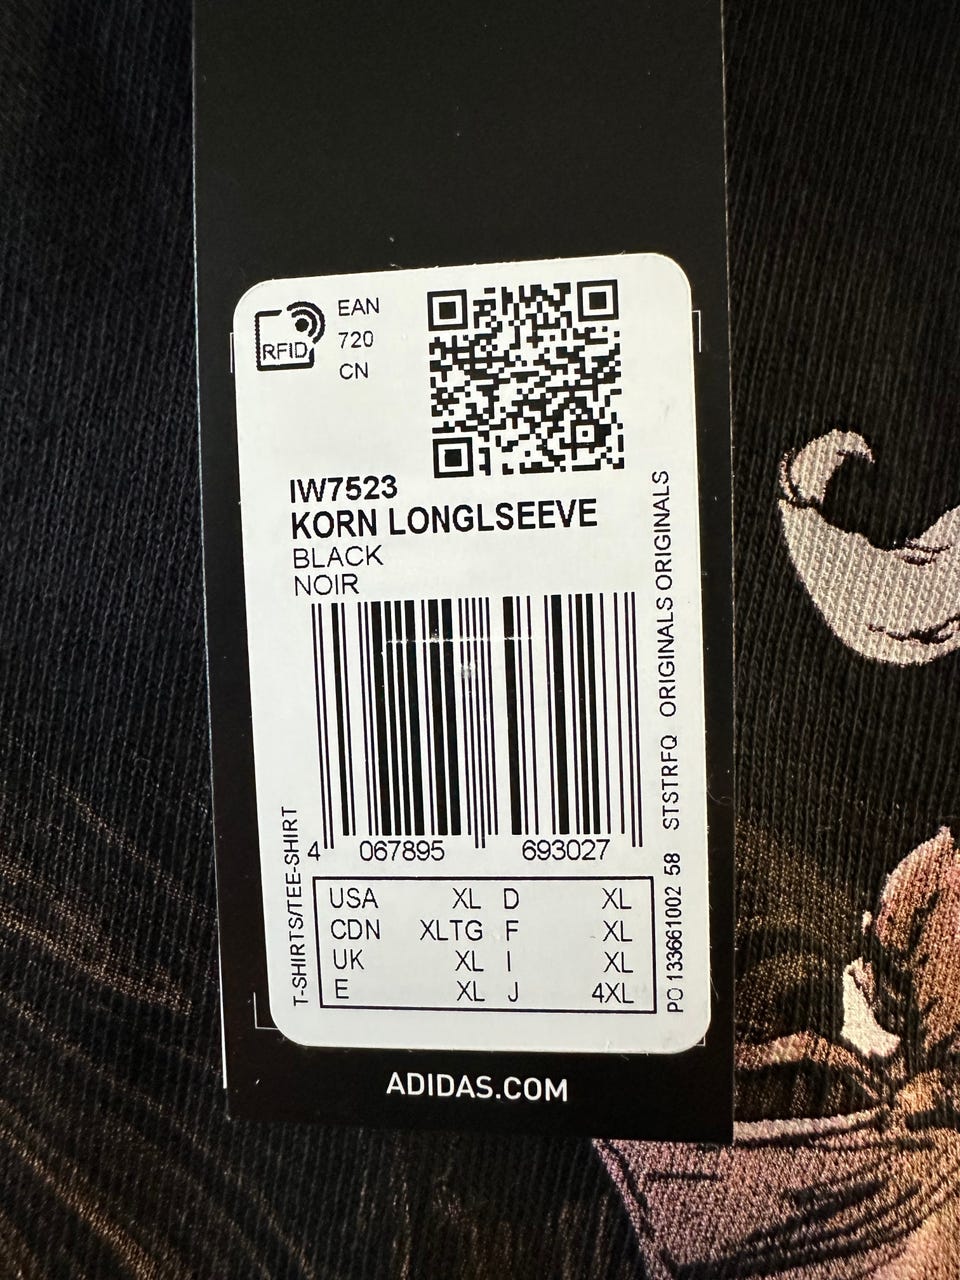 RFID
EAN
720
CN
IW7523
KORN LONGLSEEVE
BLACK
NOIR
4 067895 693027
T-SHIRTS/TEE-SHIRT
PO 133661002 58 STSTRFQ ORIGINALS ORIGINALS
USA XL D XL
CDN XLTG F XL
UK XL I XL
E XL J 4XL
ADIDAS.COM